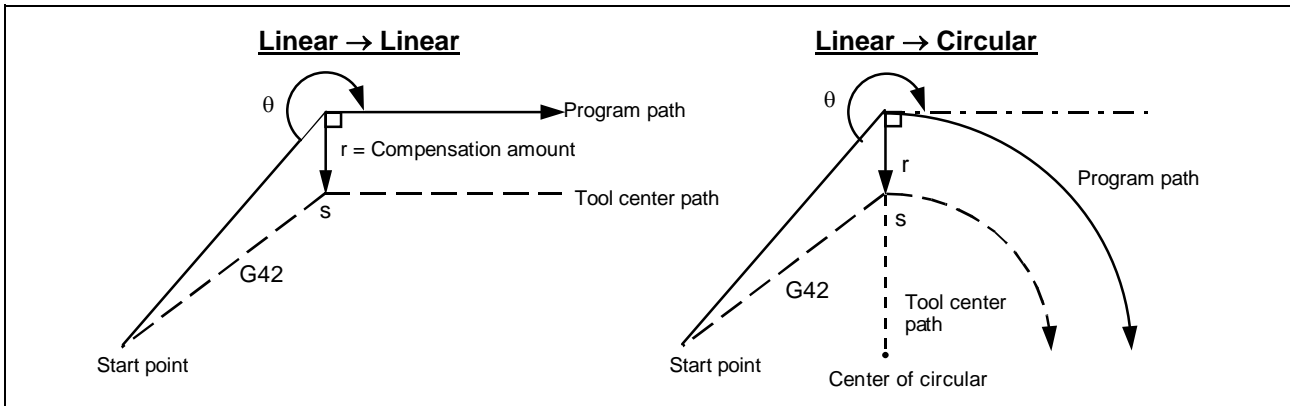 Linear → Linear
θ
Program path
r = Compensation amount
Tool center path
s
G42
Start point
Linear → Circular
θ
r
Program path
s
G42
Tool center
path
Start point
Center of circular